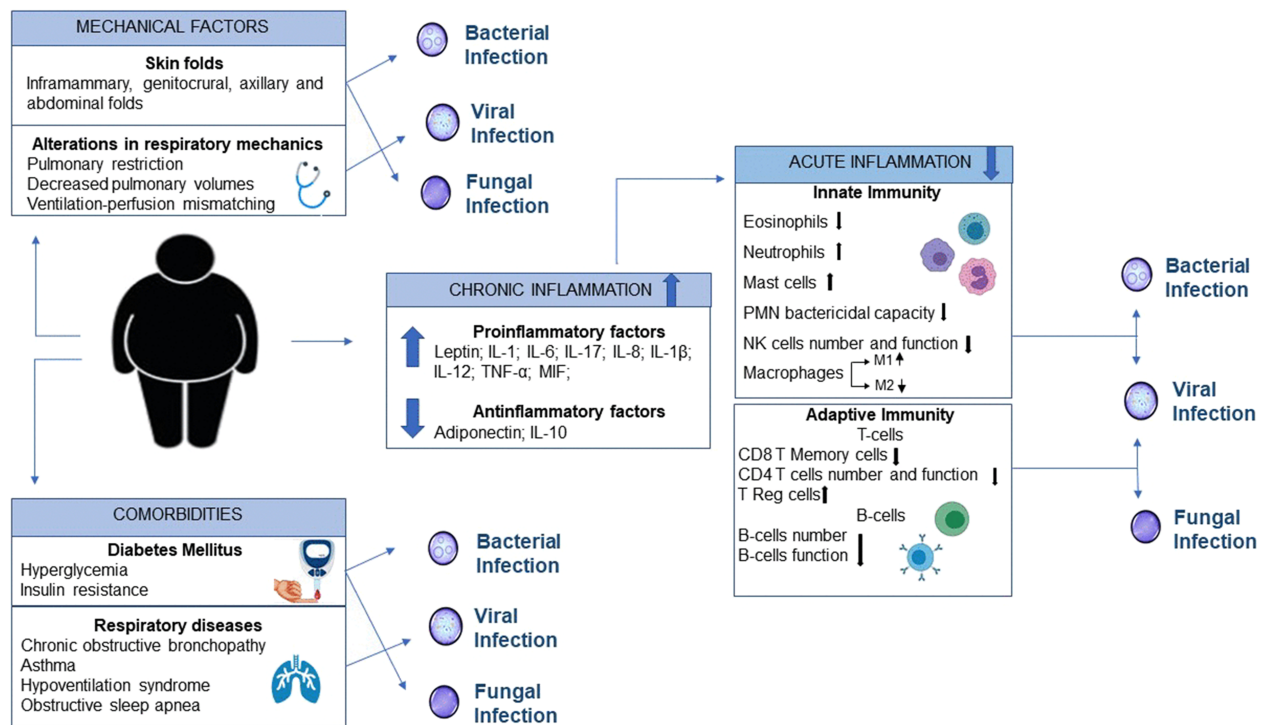 MECHANICAL FACTORS
Skin folds
Inframammary, genitocrural, axillary and
abdominal folds
Alterations in respiratory mechanics
Pulmonary restriction
Decreased pulmonary volumes
Ventilation-perfusion mismatching
Bacterial
Infection
Viral
Infection
Fungal
Infection
CHRONIC INFLAMMATION
Proinflammatory factors
Leptin; IL-1; IL-6; IL-17; IL-8; IL-1β;
IL-12; TNF-α; MIF;
Antinflammatory factors
Adiponectin; IL-10
ACUTE INFLAMMATION
Innate Immunity
Eosinophils
Neutrophils
Mast cells
PMN bactericidal capacity
NK cells number and function
Macrophages
M1
M2
Adaptive Immunity
T-cells
CD8 T Memory cells
CD4 T cells number and function
T Reg cells
B-cells
B-cells number
B-cells function
Bacterial
Infection
Viral
Infection
Fungal
Infection
COMORBIDITIES
Diabetes Mellitus
Hyperglycemia
Insulin resistance
Respiratory diseases
Chronic obstructive bronchopathy
Asthma
Hypoventilation syndrome
Obstructive sleep apnea
Bacterial
Infection
Viral
Infection
Fungal
Infection